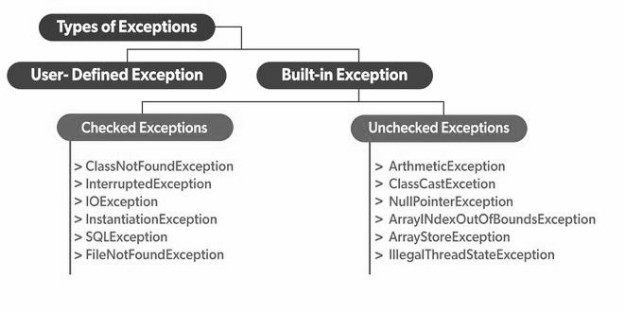 Types of Exceptions
User- Defined Exception
Built-in Exception
Checked Exceptions
> ClassNotFoundException
> InterruptedException
> IOException
> InstantiationException
> SQLException
> FileNotFoundException
Unchecked Exceptions
> ArthmeticException
> ClassCastExcetion
> NullPointerException
> ArrayINdexOutOfBoundsException
> ArrayStoreException
> IllegalThreadStateException